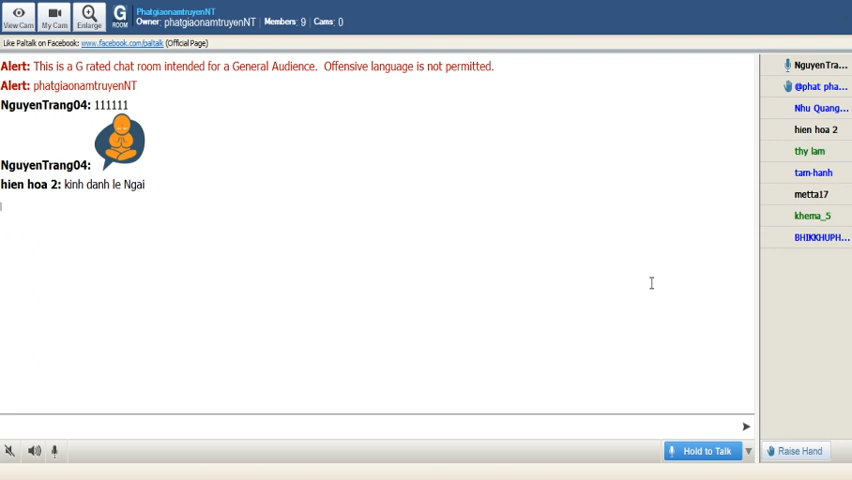 View Cam
My Cam
Enlarge
G
ROOM
PhatgiaonamtruyenNT
Owner: phatgiaonamtruyenNT Members: 9 Cams: 0
Like Paltalk on Facebook: www.facebook.com/paltalk (Official Page)
Alert: This is a G rated chat room intended for a General Audience. Offensive language is not permitted.
Alert: phatgiaonamtruyenNT
NguyenTrang04: 111111
NguyenTrang04:
hien hoa 2: kinh danh le Ngai
NguyenTra...
@phat pha...
Nhu Quang...
hien hoa 2
thy lam
tam-hanh
metta17
khema_5
BHIKKHUPH...
Hold to Talk
Raise Hand